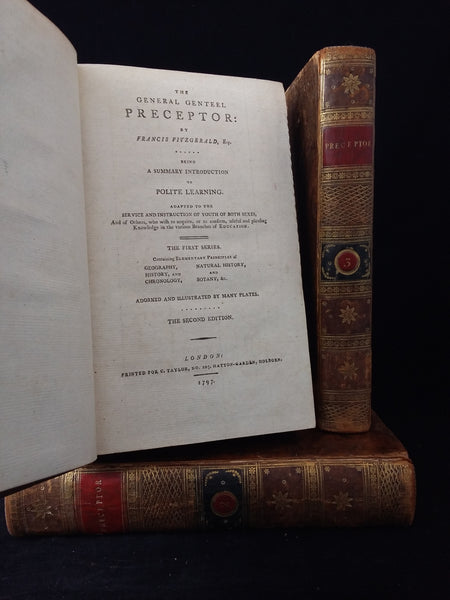 THE
GENERAL GENTEEL
PRECEPTOR:
BY
FRANCIS FITZGERALD, Esq.
BEING
A SUMMARY INTRODUCTION
TO
POLITE LEARNING.
ADAPTED TO THE
SERVICE AND INSTRUCTION OF YOUTH OF BOTH SEXES,
And of Others, who wish to acquire, or to confirm, useful and pleasing
Knowledge in the various Branches of EDUCATION.
THE FIRST SERIES.
Containing ELEMENTARY PRINCIPLES of
GEOGRAPHY, NATURAL HISTORY,
HISTORY, AND AND
CHRONOLOGY, BOTANY, &c.
ADORNED AND ILLUSTRATED BY MANY PLATES.
THE SECOND EDITION.
LONDON:
PRINTED FOR C. TAYLOR, NO. 103, HATTON-GARDEN, HOLBORN;
1797.
PRECEPTOR
3
PRECEPTOR
2